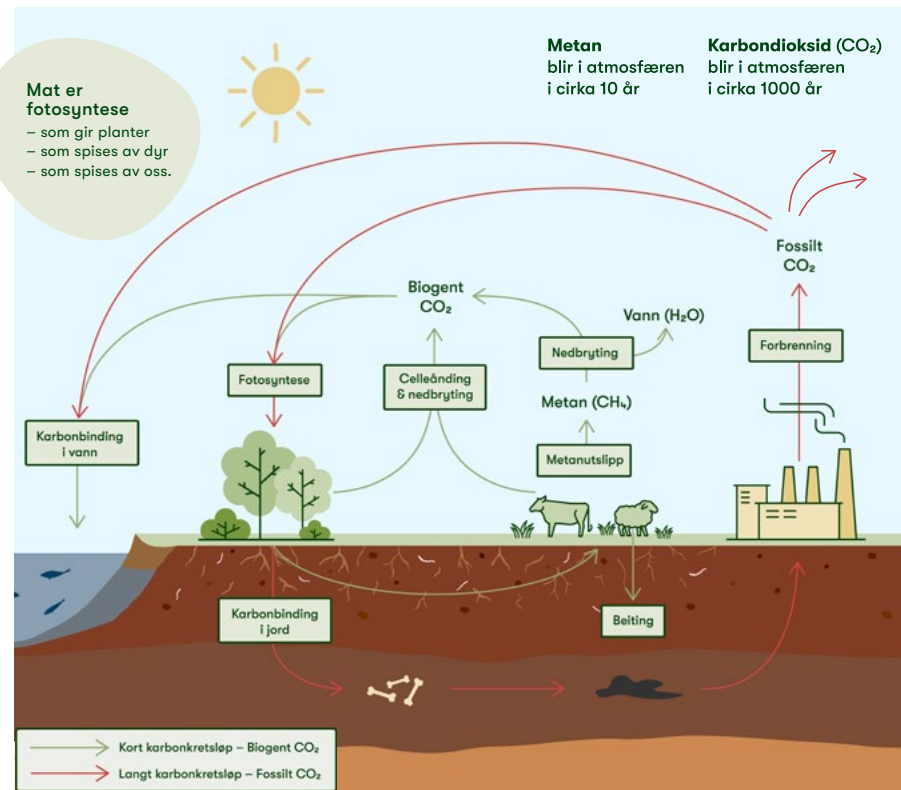 Mat er
fotosyntese
– som gir planter
– som spises av dyr
– som spises av oss.
Metan
blir i atmosfæren
i cirka 10 år
Karbondioksid (CO₂)
blir i atmosfæren
i cirka 1000 år
Fossilt
CO₂
Biogent
CO₂
Vann (H₂O)
Forbrenning
Nedbryting
Fotosyntese
Celleånding
& nedbryting
Metan (CH₄)
Karbonbinding
i vann
Metanutslipp
Karbonbinding
i jord
Beiting
Kort karbonkretsløp – Biogent CO₂
Langt karbonkretsløp – Fossilt CO₂